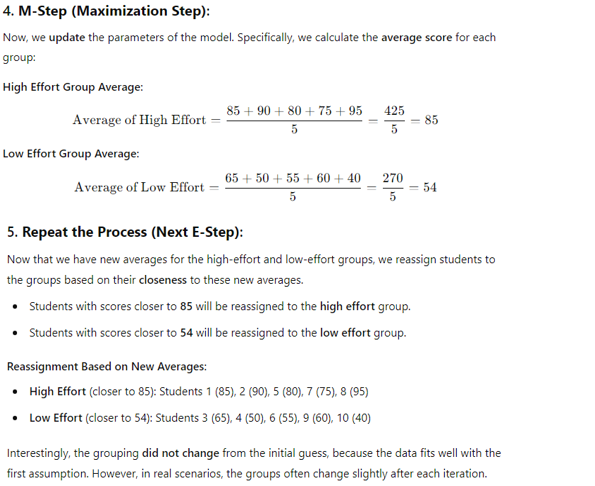 4. M-Step (Maximization Step):
Now, we update the parameters of the model. Specifically, we calculate the average score for each
group:
High Effort Group Average:
Average of High Effort = (85 + 90 + 80 + 75 + 95)/5 = 425/5 = 85
Low Effort Group Average:
Average of Low Effort = (65 + 50 + 55 + 60 + 40)/5 = 270/5 = 54
5. Repeat the Process (Next E-Step):
Now that we have new averages for the high-effort and low-effort groups, we reassign students to
the groups based on their closeness to these new averages.
• Students with scores closer to 85 will be reassigned to the high effort group.
• Students with scores closer to 54 will be reassigned to the low effort group.
Reassignment Based on New Averages:
• High Effort (closer to 85): Students 1 (85), 2 (90), 5 (80), 7 (75), 8 (95)
• Low Effort (closer to 54): Students 3 (65), 4 (50), 6 (55), 9 (60), 10 (40)
Interestingly, the grouping did not change from the initial guess, because the data fits well with the
first assumption. However, in real scenarios, the groups often change slightly after each iteration.